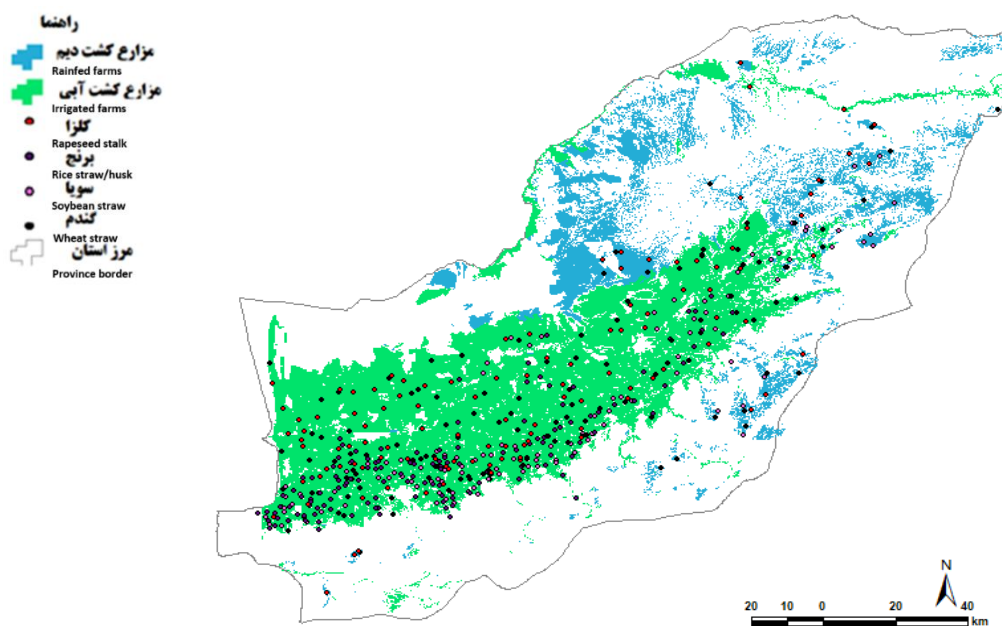 راهنما
مزارع کشت دیم
Rainfed farms
مزارع کشت آبی
Irrigated farms
کلزا
Rapeseed stalk
برنج
Rice straw/husk
سویا
Soybean straw
گندم
Wheat straw
مرز استان
Province border
N
20 10 0 20 40
km